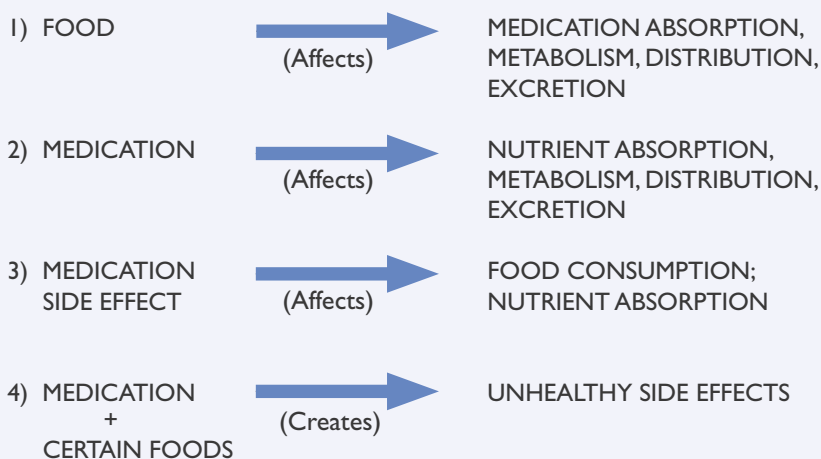 1) FOOD
(Affects)
MEDICATION ABSORPTION,
METABOLISM, DISTRIBUTION,
EXCRETION
2) MEDICATION
(Affects)
NUTRIENT ABSORPTION,
METABOLISM, DISTRIBUTION,
EXCRETION
3) MEDICATION
SIDE EFFECT
(Affects)
FOOD CONSUMPTION;
NUTRIENT ABSORPTION
4) MEDICATION
+
CERTAIN FOODS
(Creates)
UNHEALTHY SIDE EFFECTS